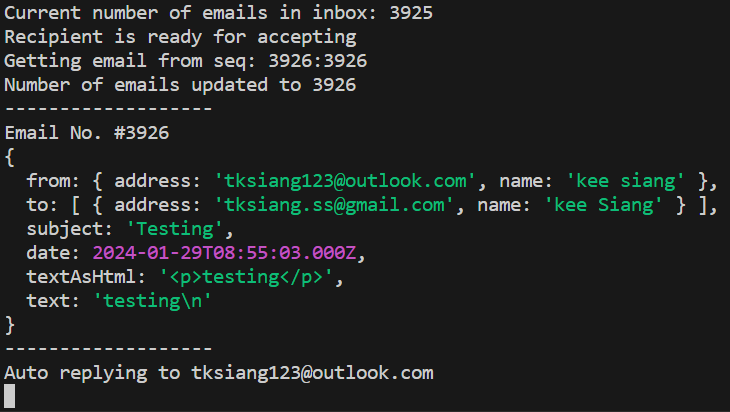 Current number of emails in inbox: 3925
Recipient is ready for accepting
Getting email from seq: 3926:3926
Number of emails updated to 3926
-------------------
Email No. #3926
{
  from: { address: 'tksiang123@outlook.com', name: 'kee siang' },
  to: [ { address: 'tksiang.ss@gmail.com', name: 'kee Siang' } ],
  subject: 'Testing',
  date: 2024-01-29T08:55:03.000Z,
  textAsHtml: '<p>testing</p>',
  text: 'testing\n'
}
-------------------
Auto replying to tksiang123@outlook.com